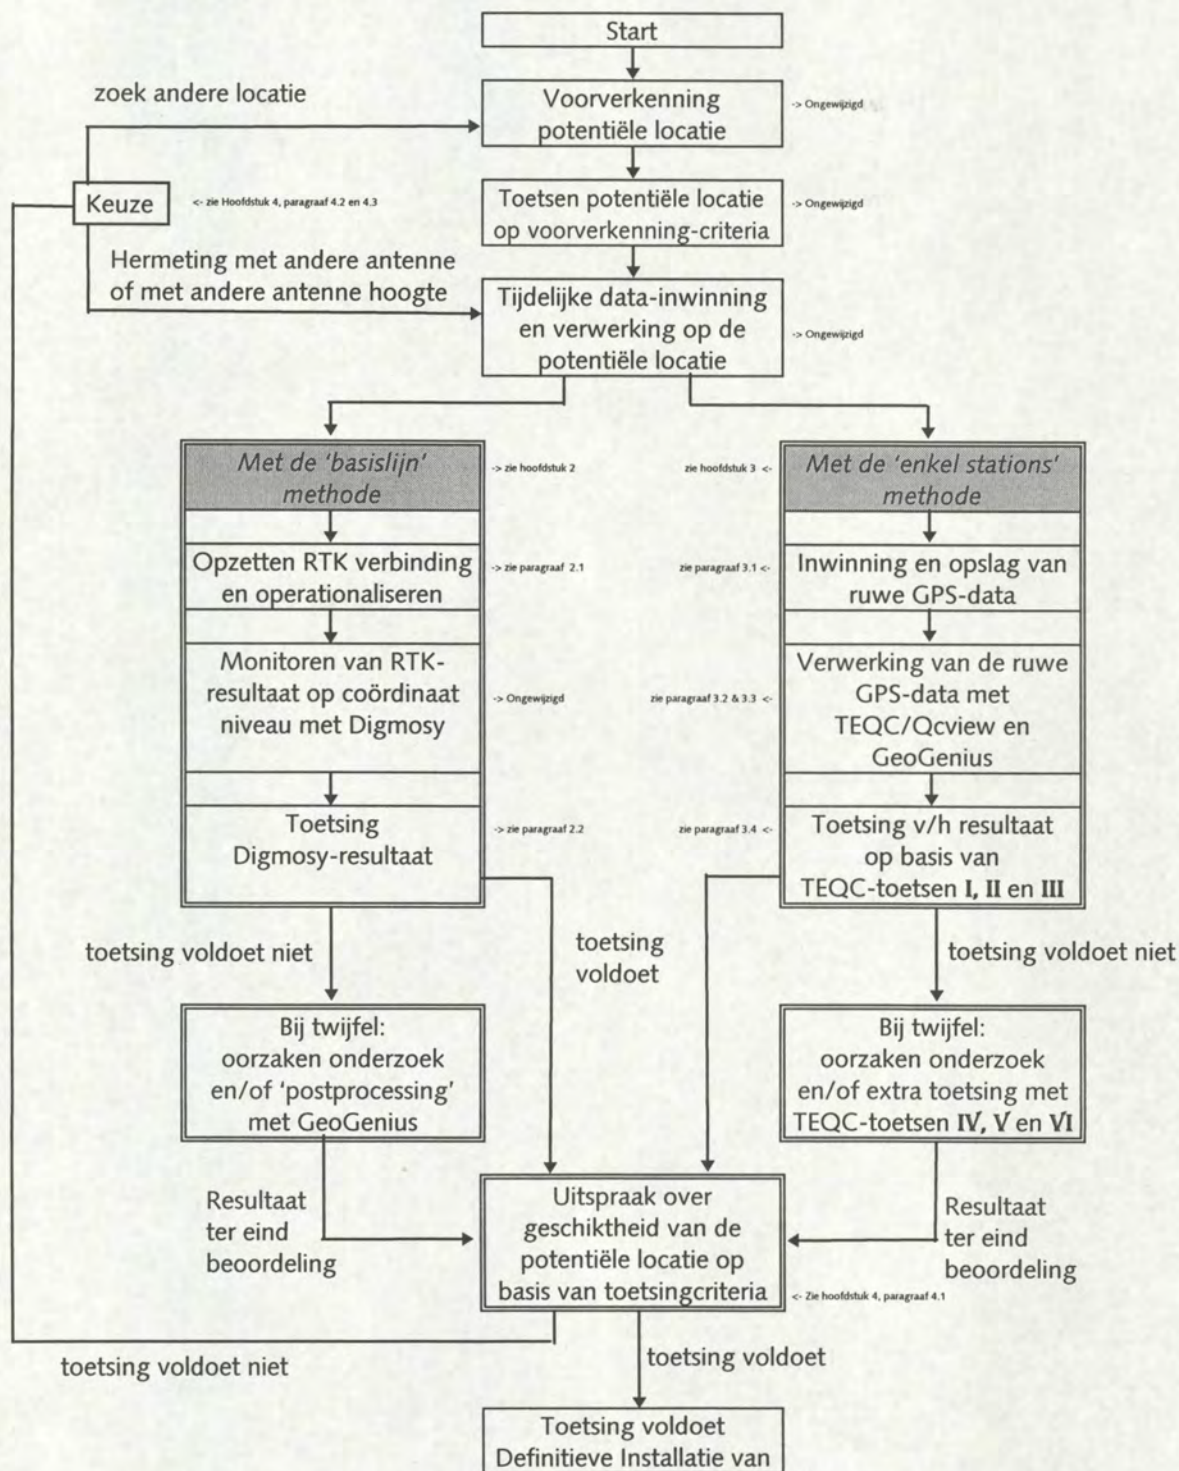 Start
zoek andere locatie
Voorverkenning
potentiële locatie
-> Ongewijzigd
Keuze
<- zie Hoofdstuk 4, paragraaf 4.2 en 4.3
Toetsen potentiële locatie
op voorverkenning-criteria
-> Ongewijzigd
Hermeting met andere antenne
of met andere antenne hoogte
Tijdelijke data-inwinning
en verwerking op de
potentiële locatie
-> Ongewijzigd
Met de 'basislijn'
methode
-> zie hoofdstuk 2
zie hoofdstuk 3 <-
Met de 'enkel stations'
methode
Opzetten RTK verbinding
en operationaliseren
-> zie paragraaf 2.1
zie paragraaf 3.1 <-
Inwinning en opslag van
ruwe GPS-data
Monitoren van RTK-
resultaat op coördinaat
niveau met Digmosy
-> Ongewijzigd
zie paragraaf 3.2 & 3.3 <-
Verwerking van de ruwe
GPS-data met
TEQC/Qcview en
GeoGenius
Toetsing
Digmosy-resultaat
-> zie paragraaf 2.2
zie paragraaf 3.4 <-
Toetsing v/h resultaat
op basis van
TEQC-toetsen I, II en III
toetsing voldoet niet
toetsing
voldoet
toetsing voldoet niet
Bij twijfel:
oorzaken onderzoek
en/of 'postprocessing'
met GeoGenius
Bij twijfel:
oorzaken onderzoek
en/of extra toetsing met
TEQC-toetsen IV, V en VI
Resultaat
ter eind
beoordeling
Uitspraak over
geschiktheid van de
potentiële locatie op
basis van toetsingcriteria
Resultaat
ter eind
beoordeling
<- Zie hoofdstuk 4, paragraaf 4.1
toetsing voldoet niet
toetsing voldoet
Toetsing voldoet
Definitieve Installatie van